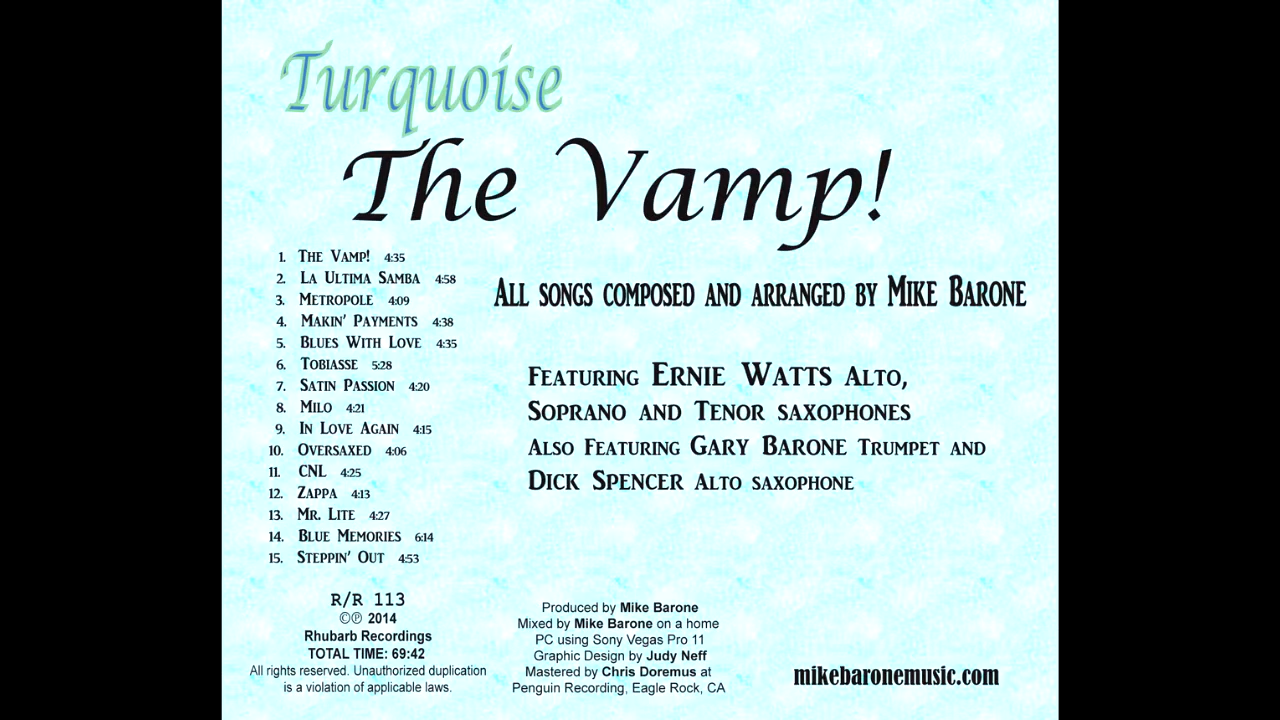 Turquoise
The Vamp!
1. The Vamp! 4:35
2. La Ultima Samba 4:58
3. Metropole 4:09
4. Makin' Payments 4:38
5. Blues With Love 4:35
6. Tobiasse 5:28
7. Satin Passion 4:20
8. Milo 4:21
9. In Love Again 4:15
10. Oversaxed 4:06
11. CNL 4:25
12. Zappa 4:13
13. Mr. Lite 4:27
14. Blue Memories 6:14
15. Steppin' Out 4:53
All songs composed and arranged by Mike Barone
Featuring ERNIE WATTS Alto,
Soprano and Tenor saxophones
Also Featuring GARY BARONE Trumpet and
DICK SPENCER Alto saxophone
R/R 113
©℗ 2014
Rhubarb Recordings
TOTAL TIME: 69:42
All rights reserved. Unauthorized duplication
is a violation of applicable laws.
Produced by Mike Barone
Mixed by Mike Barone on a home
PC using Sony Vegas Pro 11
Graphic Design by Judy Neff
Mastered by Chris Doremus at
Penguin Recording, Eagle Rock, CA
mikebaronemusic.com